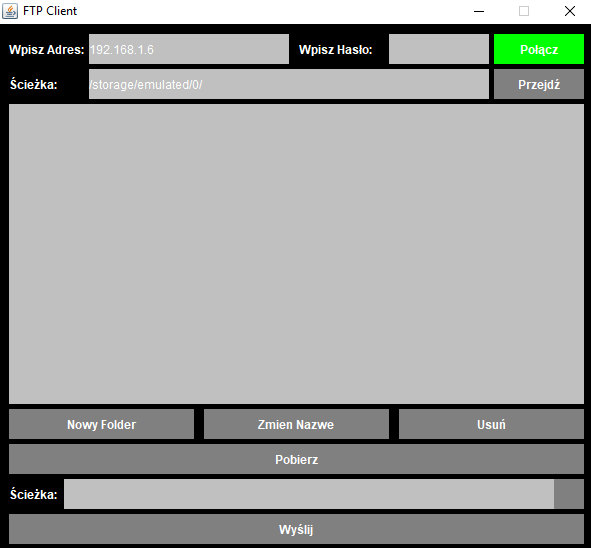 FTP Client
Wpisz Adres: 192.168.1.6 Wpisz Hasło: Połącz
Ścieżka: /storage/emulated/0/ Przejdź
Nowy Folder Zmien Nazwe Usuń
Pobierz
Ścieżka:
Wyślij